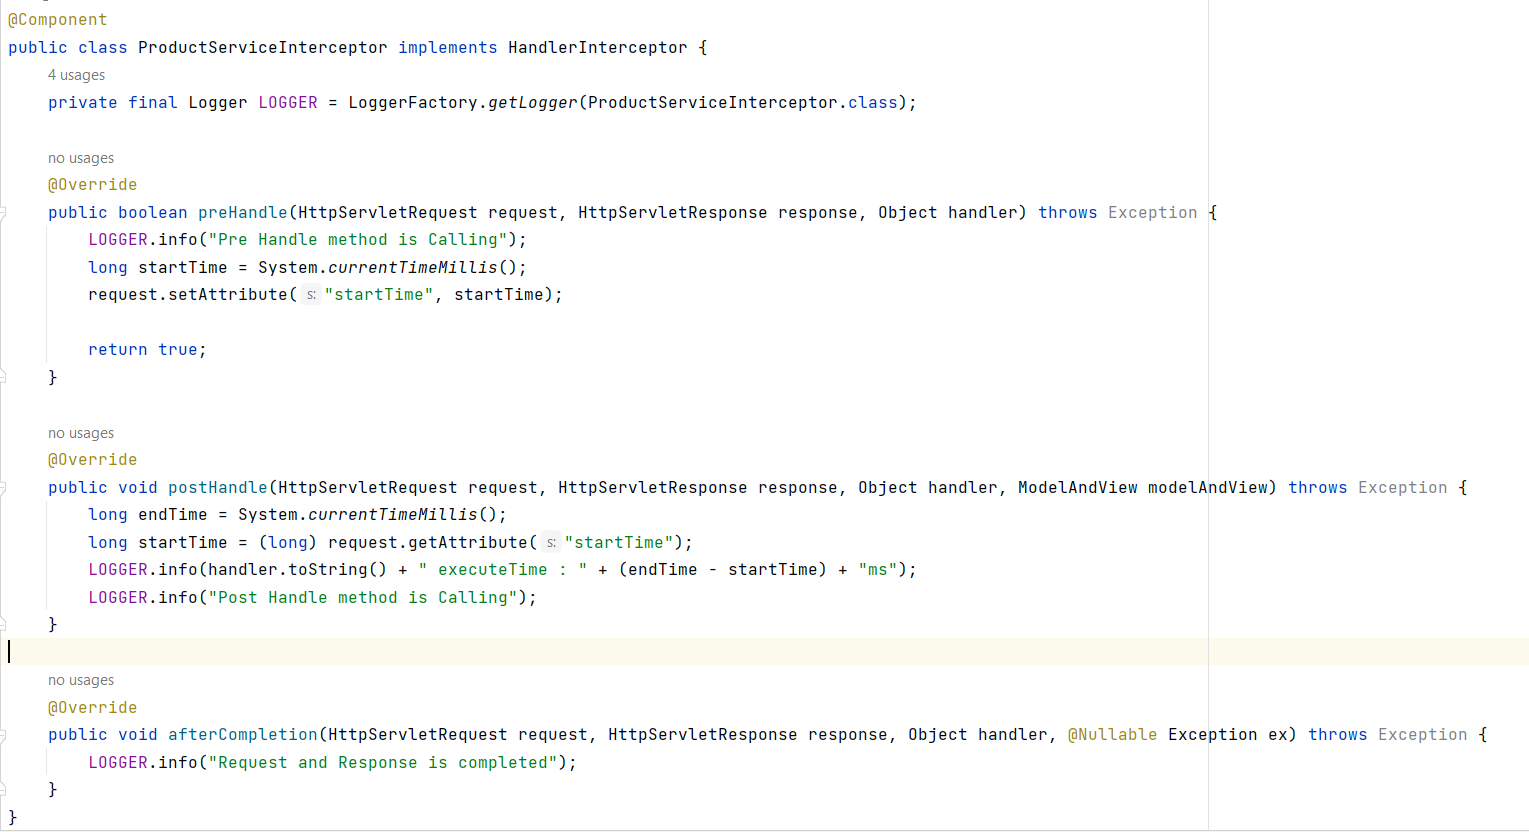 @Component
public class ProductServiceInterceptor implements HandlerInterceptor {
4 usages
private final Logger LOGGER = LoggerFactory.getLogger(ProductServiceInterceptor.class);
no usages
@Override
public boolean preHandle(HttpServletRequest request, HttpServletResponse response, Object handler) throws Exception {
LOGGER.info("Pre Handle method is Calling");
long startTime = System.currentTimeMillis();
request.setAttribute( s: "startTime", startTime);
return true;
}
no usages
@Override
public void postHandle(HttpServletRequest request, HttpServletResponse response, Object handler, ModelAndView modelAndView) throws Exception {
long endTime = System.currentTimeMillis();
long startTime = (long) request.getAttribute( s: "startTime");
LOGGER.info(handler.toString() + " executeTime : " + (endTime - startTime) + "ms");
LOGGER.info("Post Handle method is Calling");
}
no usages
@Override
public void afterCompletion(HttpServletRequest request, HttpServletResponse response, Object handler, @Nullable Exception ex) throws Exception {
LOGGER.info("Request and Response is completed");
}
}